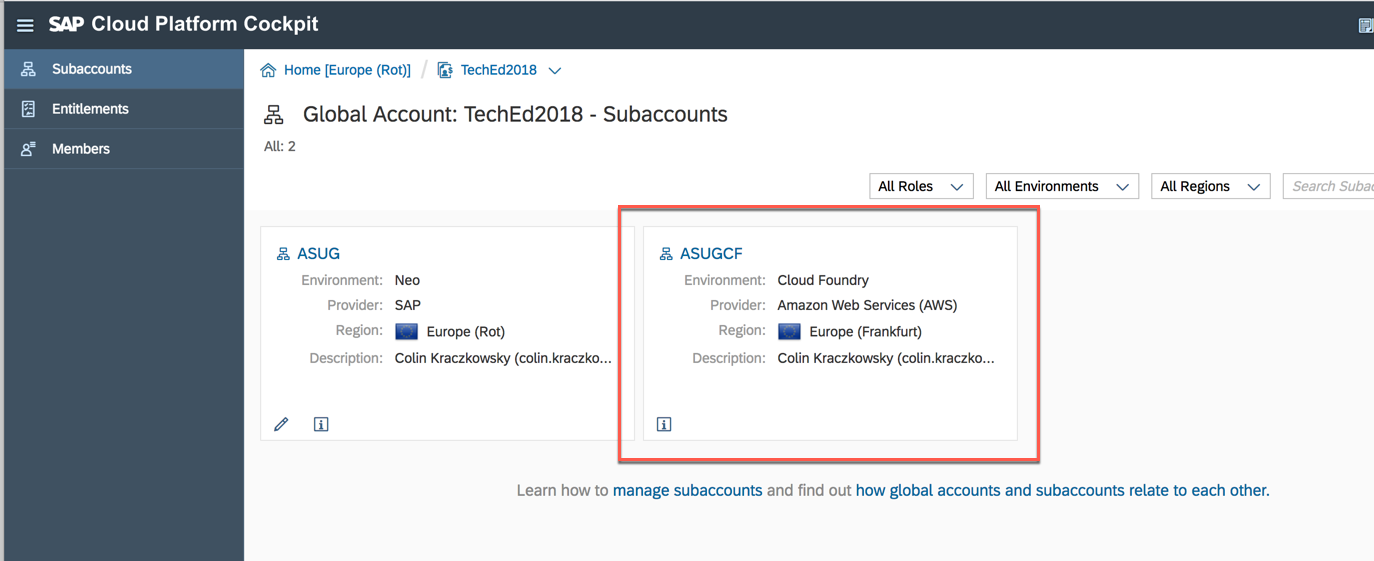 SAP Cloud Platform Cockpit
Subaccounts
Entitlements
Members
Home [Europe (Rot)] / TechEd2018
Global Account: TechEd2018 - Subaccounts
All: 2
All Roles All Environments All Regions Search Subac
ASUG
Environment: Neo
Provider: SAP
Region: Europe (Rot)
Description: Colin Kraczkowsky (colin.kraczko...
ASUGCF
Environment: Cloud Foundry
Provider: Amazon Web Services (AWS)
Region: Europe (Frankfurt)
Description: Colin Kraczkowsky (colin.kraczko...
Learn how to manage subaccounts and find out how global accounts and subaccounts relate to each other.